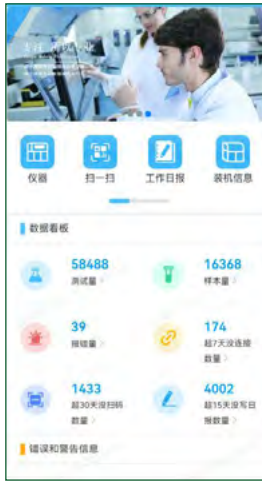 仪器
扫一扫
工作日报
装机信息
数据看板
58488
测试量 >
16368
样本量 >
39
报错量 >
174
超7天没连接
数量 >
1433
超30天没扫码
数量 >
4002
超15天没写日
报数量 >
错误和警告信息